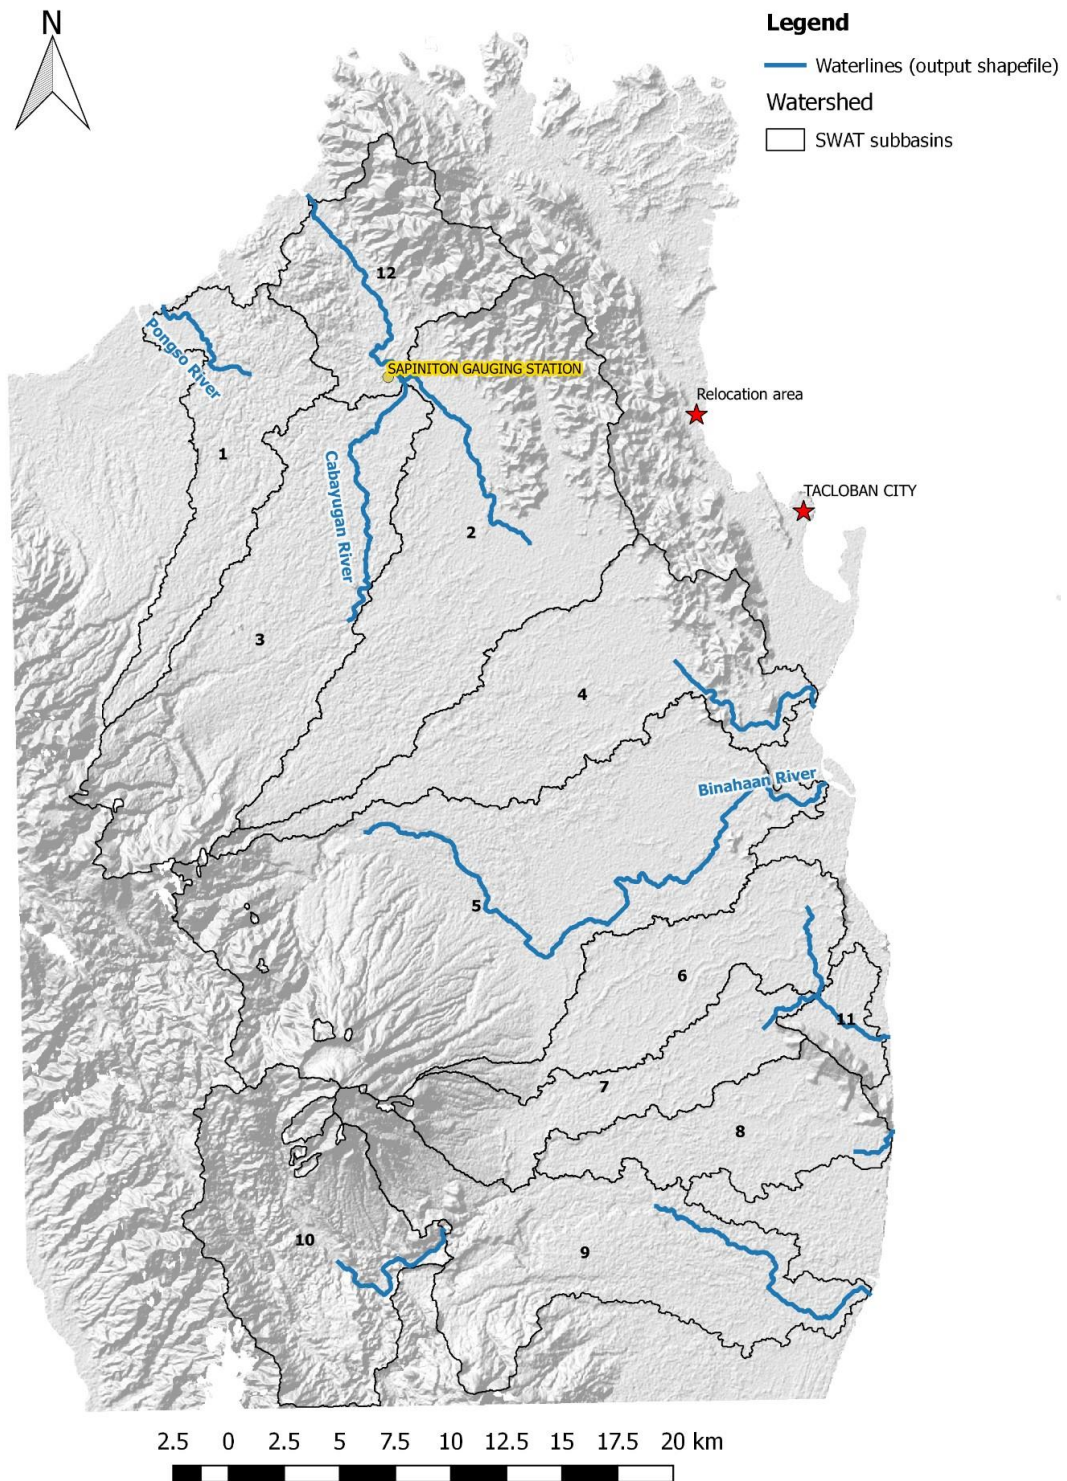 N
Legend
Waterlines (output shapefile)
Watershed
SWAT subbasins
12
Pongso River
SAPINITON GAUGING STATION
Relocation area
1
Cabayugan River
TACLOBAN CITY
2
3
4
Binahaan River
5
6
11
7
8
10
9
2.5 0 2.5 5 7.5 10 12.5 15 17.5 20 km